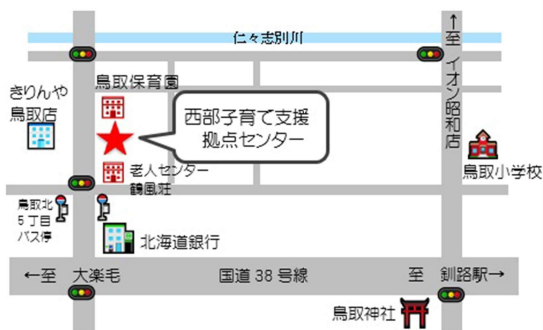 仁々志別川
←至 イオン昭和店
鳥取保育園
きりんや
鳥取店
西部子育て支援
拠点センター
鳥取小学校
老人センター
鶴風荘
鳥取北
5丁目
バス停
北海道銀行
←至 大楽毛
国道38号線
至 釧路駅→
鳥取神社